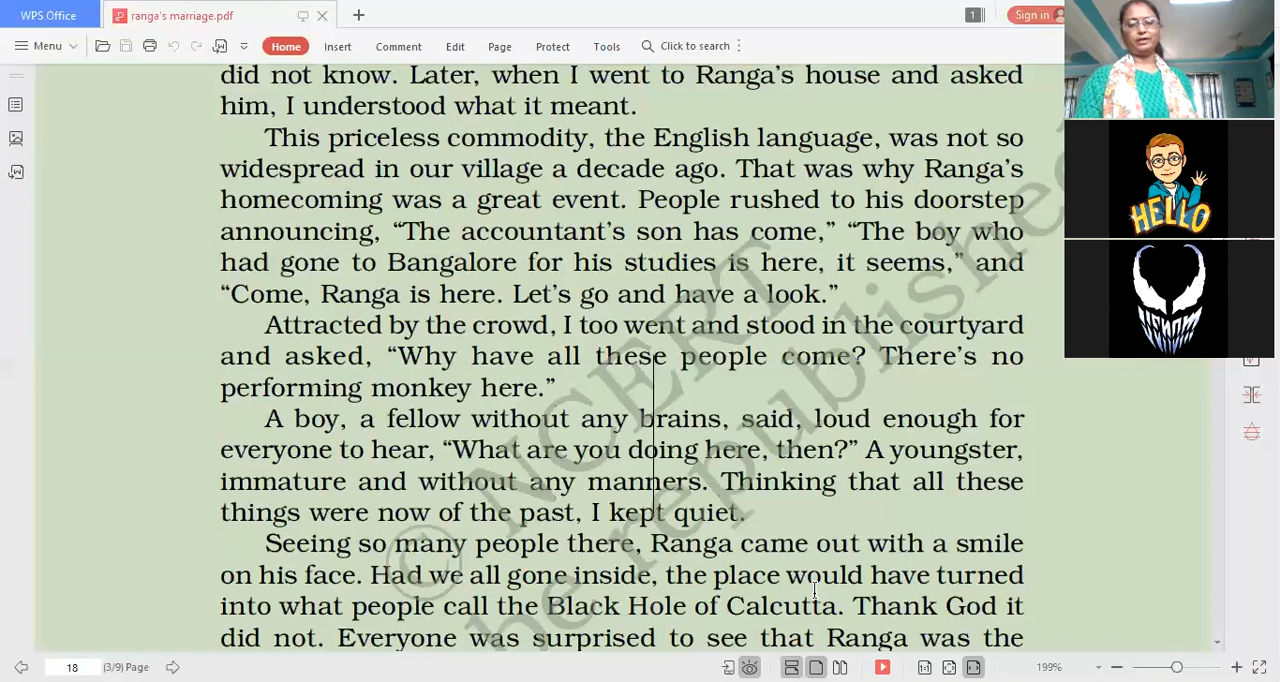 WPS Office
ranga's marriage.pdf
1
Sign in
Menu
Home
Insert
Comment
Edit
Page
Protect
Tools
Click to search
did not know. Later, when I went to Ranga's house and asked
him, I understood what it meant.
This priceless commodity, the English language, was not so
widespread in our village a decade ago. That was why Ranga's
homecoming was a great event. People rushed to his doorstep
announcing, “The accountant's son has come,” “The boy who
had gone to Bangalore for his studies is here, it seems,” and
“Come, Ranga is here. Let's go and have a look.”
Attracted by the crowd, I too went and stood in the courtyard
and asked, “Why have all these people come? There's no
performing monkey here.”
A boy, a fellow without any brains, said, loud enough for
everyone to hear, “What are you doing here, then?” A youngster,
immature and without any manners. Thinking that all these
things were now of the past, I kept quiet.
Seeing so many people there, Ranga came out with a smile
on his face. Had we all gone inside, the place would have turned
into what people call the Black Hole of Calcutta. Thank God it
did not. Everyone was surprised to see that Ranga was the
© NCERT
be republished
HELLO
VENOM
18
(3/9) Page
199%